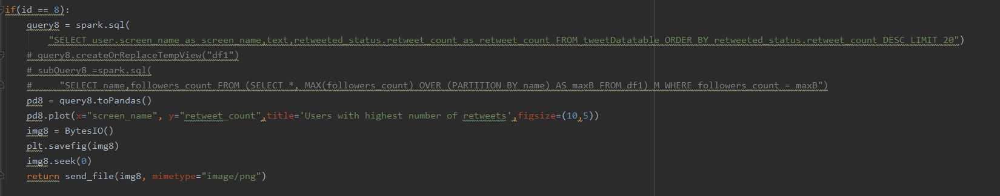 if(id == 8):
    query8 = spark.sql(
        "SELECT user.screen_name as screen_name,text,retweeted_status.retweet_count as retweet_count FROM tweetDatatable ORDER BY retweeted_status.retweet_count DESC LIMIT 20")
    # query8.createOrReplaceTempView("df1")
    # subQuery8 =spark.sql(
    #     "SELECT name,followers_count FROM (SELECT *, MAX(followers_count) OVER (PARTITION BY name) AS maxB FROM df1) M WHERE followers_count = maxB")
    pd8 = query8.toPandas()
    pd8.plot(x="screen_name", y="retweet_count",title='Users with highest number of retweets',figsize=(10,5))
    img8 = BytesIO()
    plt.savefig(img8)
    img8.seek(0)
    return send_file(img8, mimetype="image/png")